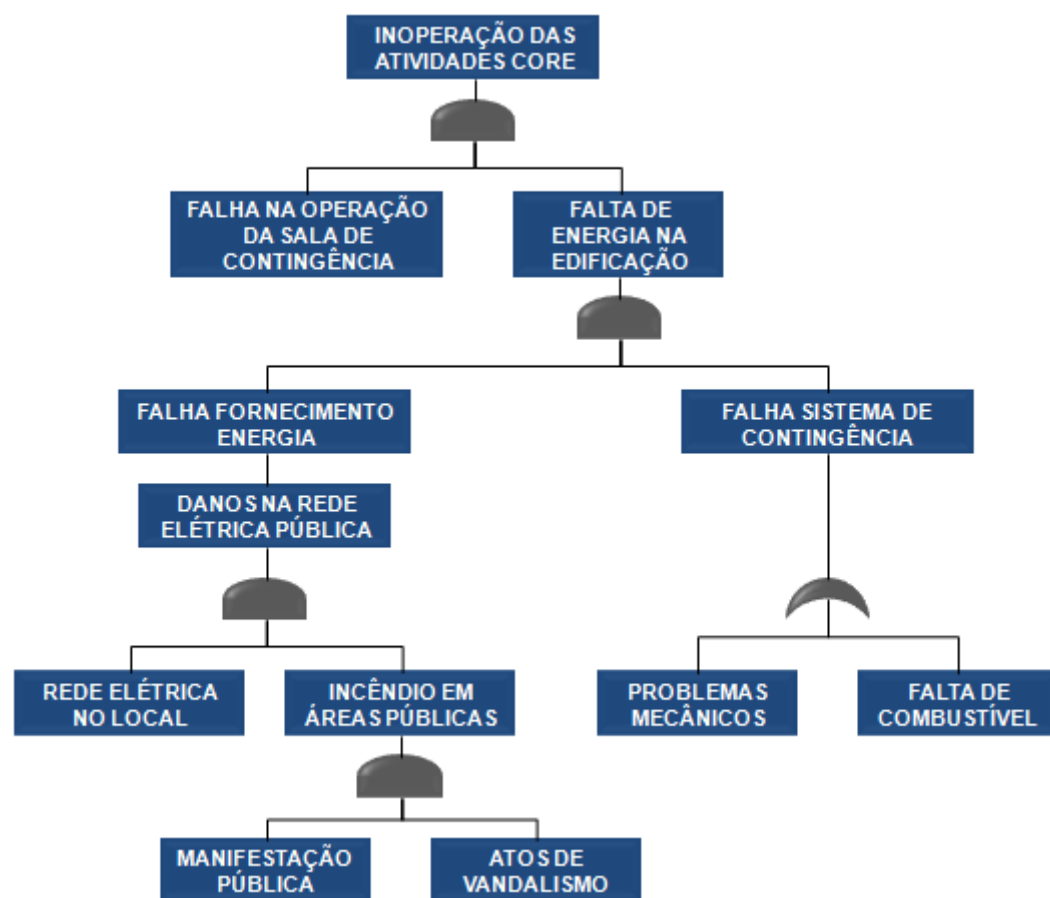 INOPERAÇÃO DAS
ATIVIDADES CORE
FALHA NA OPERAÇÃO
DA SALA DE
CONTINGÊNCIA
FALTA DE
ENERGIA NA
EDIFICAÇÃO
FALHA FORNECIMENTO
ENERGIA
FALHA SISTEMA DE
CONTINGÊNCIA
DANOS NA REDE
ELÉTRICA PÚBLICA
REDE ELÉTRICA
NO LOCAL
INCÊNDIO EM
ÁREAS PÚBLICAS
PROBLEMAS
MECÂNICOS
FALTA DE
COMBUSTÍVEL
MANIFESTAÇÃO
PÚBLICA
ATOS DE
VANDALISMO